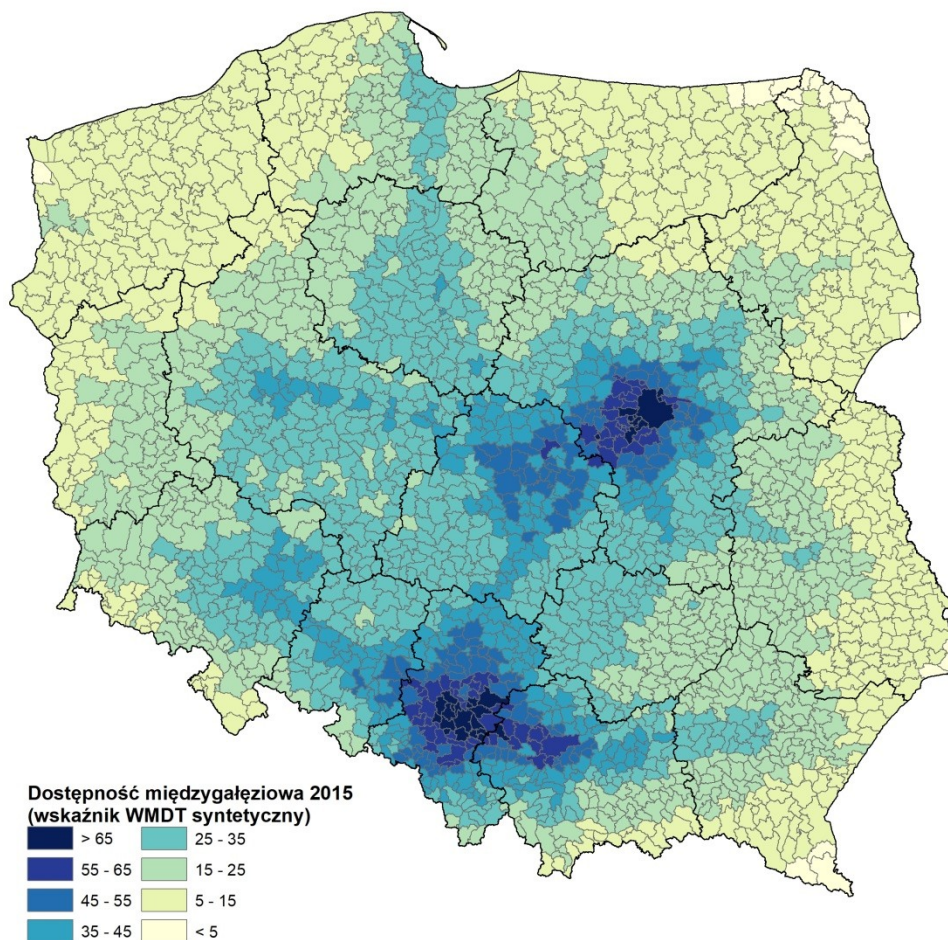 Dostępność międzygałęziowa 2015
(wskaźnik WMDT syntetyczny)
> 65
25 - 35
55 - 65
15 - 25
45 - 55
5 - 15
35 - 45
< 5